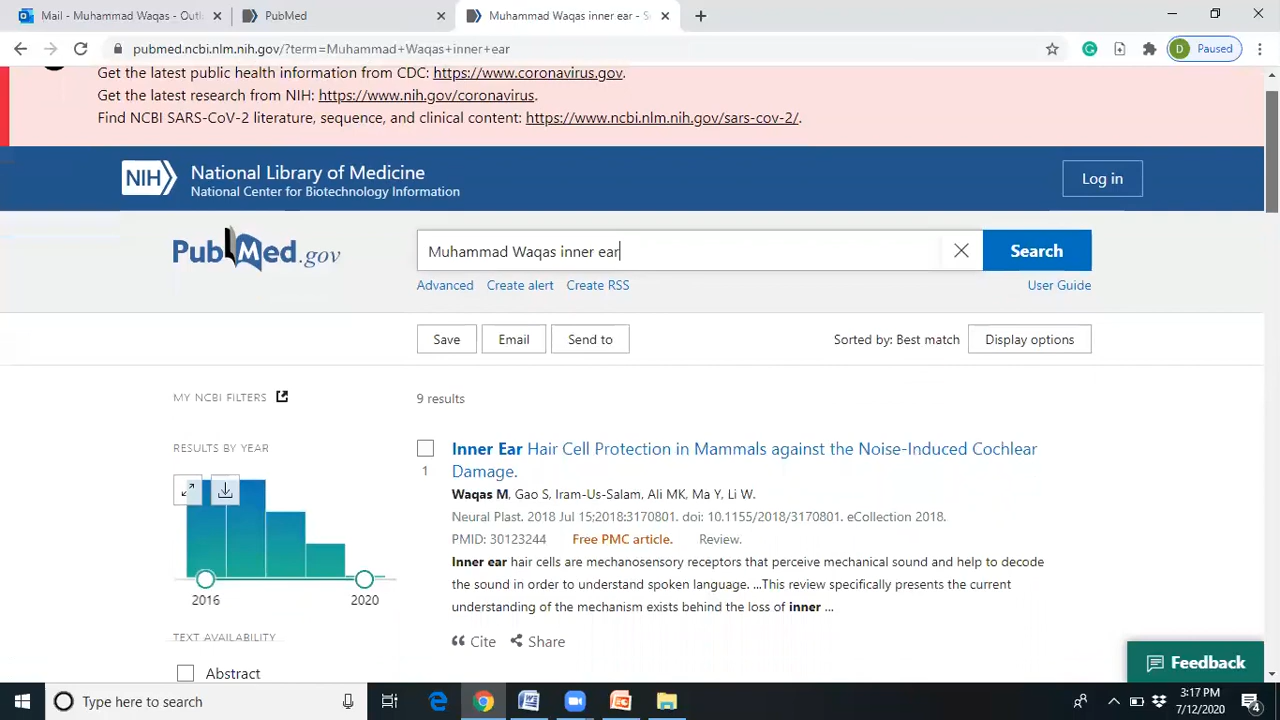 Mail - Muhammad Waqas - Outl
PubMed
Muhammad Waqas inner ear - S
pubmed.ncbi.nlm.nih.gov/?term=Muhammad+Waqas+inner+ear
D Paused
Get the latest public health information from CDC: https://www.coronavirus.gov.
Get the latest research from NIH: https://www.nih.gov/coronavirus.
Find NCBI SARS-CoV-2 literature, sequence, and clinical content: https://www.ncbi.nlm.nih.gov/sars-cov-2/.
NIH National Library of Medicine
National Center for Biotechnology Information
Log in
PubMed.gov
Muhammad Waqas inner ear
Search
Advanced Create alert Create RSS
User Guide
Save Email Send to
Sorted by: Best match Display options
MY NCBI FILTERS
9 results
RESULTS BY YEAR
2016 2020
TEXT AVAILABILITY
Abstract
1
Inner Ear Hair Cell Protection in Mammals against the Noise-Induced Cochlear
Damage.
Waqas M, Gao S, Iram-Us-Salam, Ali MK, Ma Y, Li W.
Neural Plast. 2018 Jul 15;2018:3170801. doi: 10.1155/2018/3170801. eCollection 2018.
PMID: 30123244 Free PMC article. Review.
Inner ear hair cells are mechanosensory receptors that perceive mechanical sound and help to decode
the sound in order to understand spoken language. ...This review specifically presents the current
understanding of the mechanism exists behind the loss of inner ...
Cite Share
Feedback
Type here to search
3:17 PM
7/12/2020
4